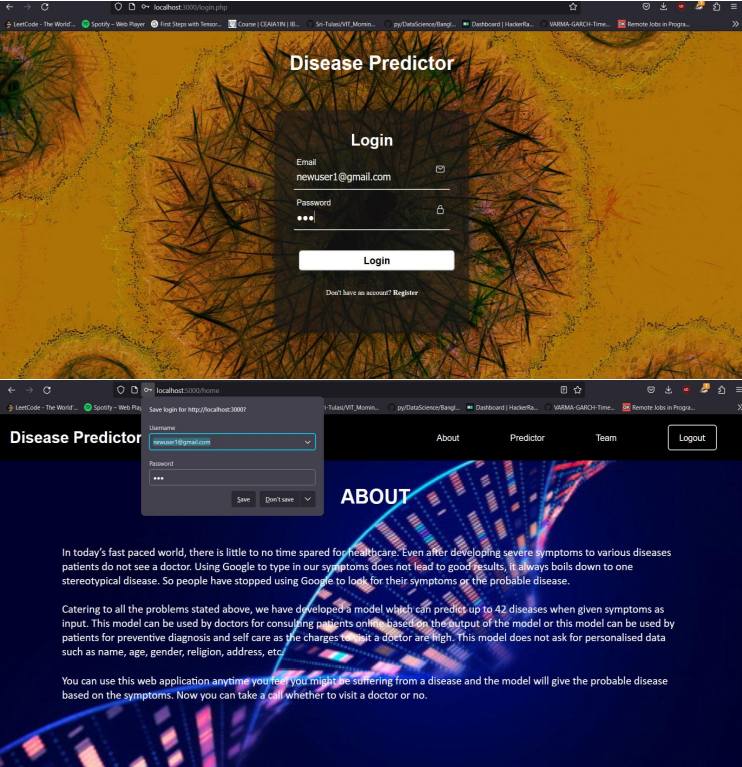 localhost:3000/login.php
LeetCode - The World'... Spotify – Web Player First Steps with Tensor... Course | CEAIA1IN | IB... Sri-Tulasi/VIT_Mornin... py/DataScience/Bangl... Dashboard | HackerRa... VARMA-GARCH-Time... Remote Jobs in Progra...
Disease Predictor
Login
Email
newuser1@gmail.com
Password
Login
Don't have an account? Register
localhost:5000/home
LeetCode - The World'... Spotify – Web Play
ri-Tulasi/VIT_Mornin... py/DataScience/Bangl... Dashboard | HackerRa... VARMA-GARCH-Time... Remote Jobs in Progra...
Save login for http://localhost:3000?
Username
newuser1@gmail.com
Password
Save Don't save
Disease Predictor About Predictor Team Logout
ABOUT
In today's fast paced world, there is little to no time spared for healthcare. Even after developing severe symptoms to various diseases
patients do not see a doctor. Using Google to type in our symptoms does not lead to good results, it always boils down to one
stereotypical disease. So people have stopped using Google to look for their symptoms or the probable disease.
Catering to all the problems stated above, we have developed a model which can predict up to 42 diseases when given symptoms as
input. This model can be used by doctors for consulting patients online based on the output of the model or this model can be used by
patients for preventive diagnosis and self care as the charges to visit a doctor are high. This model does not ask for personalised data
such as name, age, gender, religion, address, etc.
You can use this web application anytime you feel you might be suffering from a disease and the model will give the probable disease
based on the symptoms. Now you can take a call whether to visit a doctor or no.